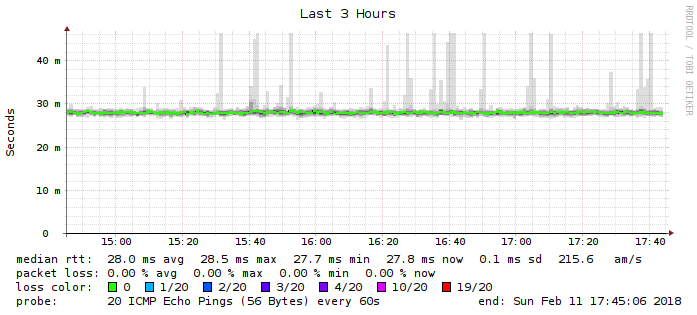 Last 3 Hours
RRDTOOL / TOBI OETIKER
Seconds
40 m
30 m
20 m
10 m
0
15:00 15:20 15:40 16:00 16:20 16:40 17:00 17:20 17:40
median rtt: 28.0 ms avg 28.5 ms max 27.7 ms min 27.8 ms now 0.1 ms sd 215.6 am/s
packet loss: 0.00 % avg 0.00 % max 0.00 % min 0.00 % now
loss color: 0 1/20 2/20 3/20 4/20 10/20 19/20
probe: 20 ICMP Echo Pings (56 Bytes) every 60s end: Sun Feb 11 17:45:06 2018